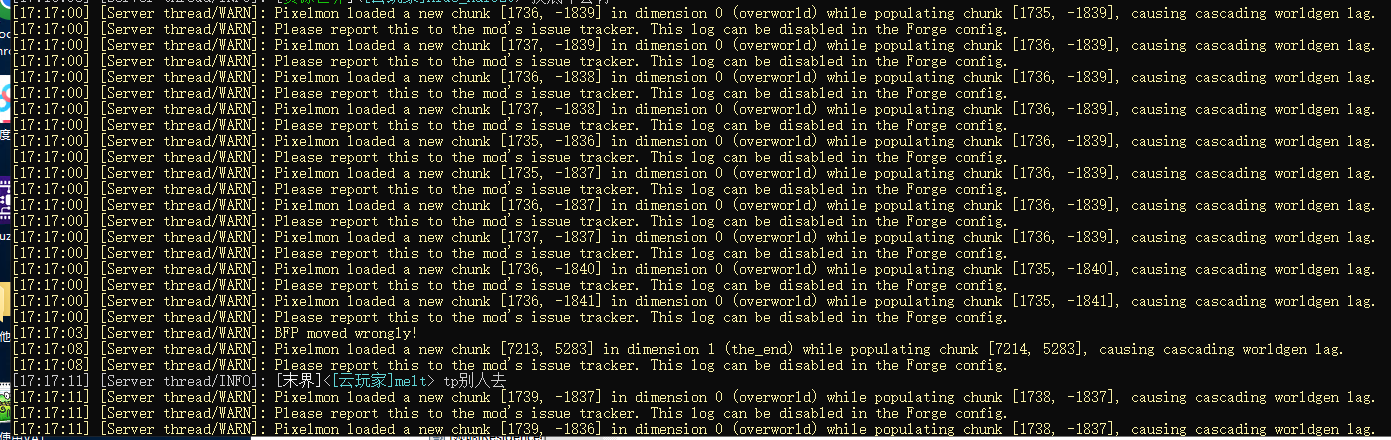 [17:17:00] [Server thread/WARN]: Pixelmon loaded a new chunk [1736, -1839] in dimension 0 (overworld) while populating chunk [1735, -1839], causing cascading worldgen lag.
[17:17:00] [Server thread/WARN]: Please report this to the mod's issue tracker. This log can be disabled in the Forge config.
[17:17:00] [Server thread/WARN]: Pixelmon loaded a new chunk [1737, -1839] in dimension 0 (overworld) while populating chunk [1736, -1839], causing cascading worldgen lag.
[17:17:00] [Server thread/WARN]: Please report this to the mod's issue tracker. This log can be disabled in the Forge config.
[17:17:00] [Server thread/WARN]: Pixelmon loaded a new chunk [1736, -1838] in dimension 0 (overworld) while populating chunk [1736, -1839], causing cascading worldgen lag.
[17:17:00] [Server thread/WARN]: Please report this to the mod's issue tracker. This log can be disabled in the Forge config.
[17:17:00] [Server thread/WARN]: Pixelmon loaded a new chunk [1737, -1838] in dimension 0 (overworld) while populating chunk [1736, -1839], causing cascading worldgen lag.
[17:17:00] [Server thread/WARN]: Please report this to the mod's issue tracker. This log can be disabled in the Forge config.
[17:17:00] [Server thread/WARN]: Pixelmon loaded a new chunk [1735, -1836] in dimension 0 (overworld) while populating chunk [1736, -1839], causing cascading worldgen lag.
[17:17:00] [Server thread/WARN]: Please report this to the mod's issue tracker. This log can be disabled in the Forge config.
[17:17:00] [Server thread/WARN]: Pixelmon loaded a new chunk [1735, -1837] in dimension 0 (overworld) while populating chunk [1736, -1839], causing cascading worldgen lag.
[17:17:00] [Server thread/WARN]: Please report this to the mod's issue tracker. This log can be disabled in the Forge config.
[17:17:00] [Server thread/WARN]: Pixelmon loaded a new chunk [1736, -1837] in dimension 0 (overworld) while populating chunk [1736, -1839], causing cascading worldgen lag.
[17:17:00] [Server thread/WARN]: Please report this to the mod's issue tracker. This log can be disabled in the Forge config.
[17:17:00] [Server thread/WARN]: Pixelmon loaded a new chunk [1737, -1837] in dimension 0 (overworld) while populating chunk [1736, -1839], causing cascading worldgen lag.
[17:17:00] [Server thread/WARN]: Please report this to the mod's issue tracker. This log can be disabled in the Forge config.
[17:17:00] [Server thread/WARN]: Pixelmon loaded a new chunk [1736, -1840] in dimension 0 (overworld) while populating chunk [1735, -1840], causing cascading worldgen lag.
[17:17:00] [Server thread/WARN]: Please report this to the mod's issue tracker. This log can be disabled in the Forge config.
[17:17:00] [Server thread/WARN]: Pixelmon loaded a new chunk [1736, -1841] in dimension 0 (overworld) while populating chunk [1735, -1841], causing cascading worldgen lag.
[17:17:00] [Server thread/WARN]: Please report this to the mod's issue tracker. This log can be disabled in the Forge config.
[17:17:03] [Server thread/WARN]: BFP moved wrongly!
[17:17:08] [Server thread/WARN]: Pixelmon loaded a new chunk [7213, 5283] in dimension 1 (the_end) while populating chunk [7214, 5283], causing cascading worldgen lag.
[17:17:08] [Server thread/WARN]: Please report this to the mod's issue tracker. This log can be disabled in the Forge config.
[17:17:11] [Server thread/INFO]: [末界]<[云玩家]melt> tp别人去
[17:17:11] [Server thread/WARN]: Pixelmon loaded a new chunk [1739, -1837] in dimension 0 (overworld) while populating chunk [1738, -1837], causing cascading worldgen lag.
[17:17:11] [Server thread/WARN]: Please report this to the mod's issue tracker. This log can be disabled in the Forge config.
[17:17:11] [Server thread/WARN]: Pixelmon loaded a new chunk [1739, -1836] in dimension 0 (overworld) while populating chunk [1738, -1837], causing cascading worldgen lag.